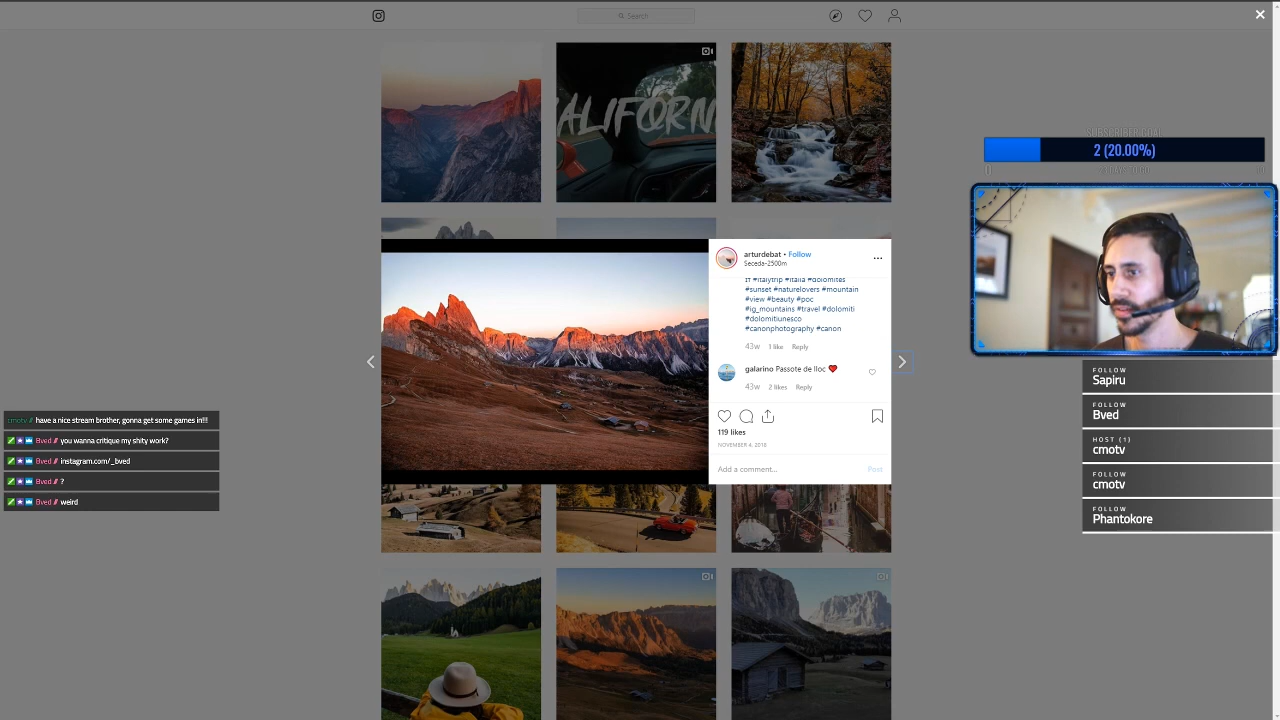 Search
CALIFORN
2 (20.00%)
arturdebat • Follow
Seceda-2500m
#italytrip #italia #dolomites
#sunset #naturelovers #mountain
#view #beauty #poc
#ig_mountains #travel #dolomiti
#dolomitiunesco
#canonphotography #canon
43w 1 like Reply
galarino Passote de lloc ❤
43w 2 likes Reply
119 likes
NOVEMBER 4, 2018
Add a comment... Post
cmotv // have a nice stream brother, gonna get some games in!!!
Bved // you wanna critique my shity work?
Bved // instagram.com/_bved
Bved // ?
Bved // weird
FOLLOW
Sapiru
FOLLOW
Bved
HOST (1)
cmotv
FOLLOW
cmotv
FOLLOW
Phantokore